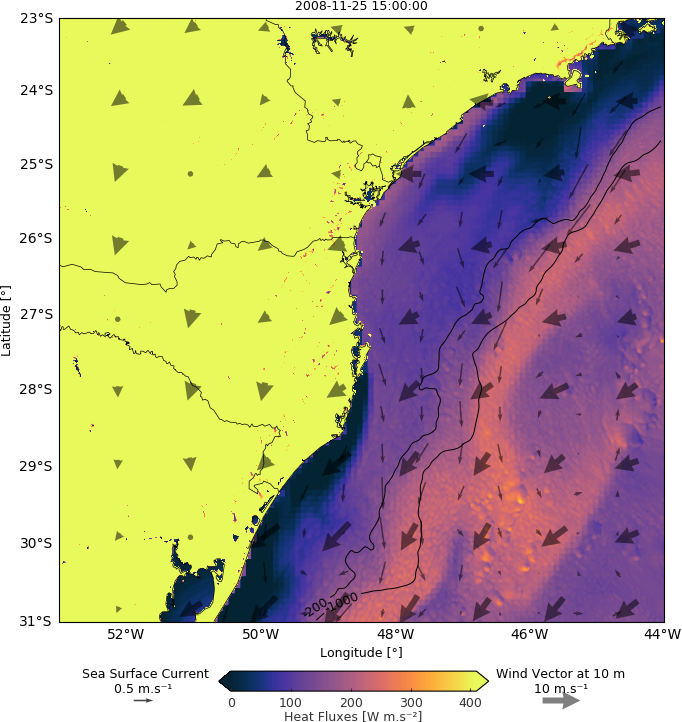 2008-11-25 15:00:00
23°S
24°S
25°S
26°S
27°S
28°S
29°S
30°S
31°S
Latitude [°]
200
1000
52°W 50°W 48°W 46°W 44°W
Longitude [°]
Sea Surface Current
0.5 m.s⁻¹
Wind Vector at 10 m
10 m.s⁻¹
0 100 200 300 400
Heat Fluxes [W m.s⁻²]